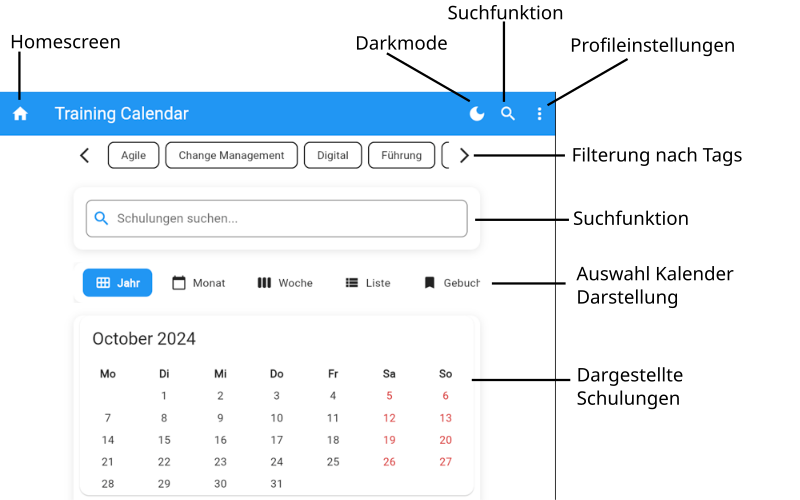 Suchfunktion
Homescreen
Darkmode
Profileinstellungen
Training Calendar
Agile
Change Management
Digital
Führung
Filterung nach Tags
Schulungen suchen...
Suchfunktion
Jahr
Monat
Woche
Liste
Gebuch
Auswahl Kalender
Darstellung
October 2024
Mo Di Mi Do Fr Sa So
1 2 3 4 5 6
7 8 9 10 11 12 13
14 15 16 17 18 19 20
21 22 23 24 25 26 27
28 29 30 31
Dargestellte
Schulungen